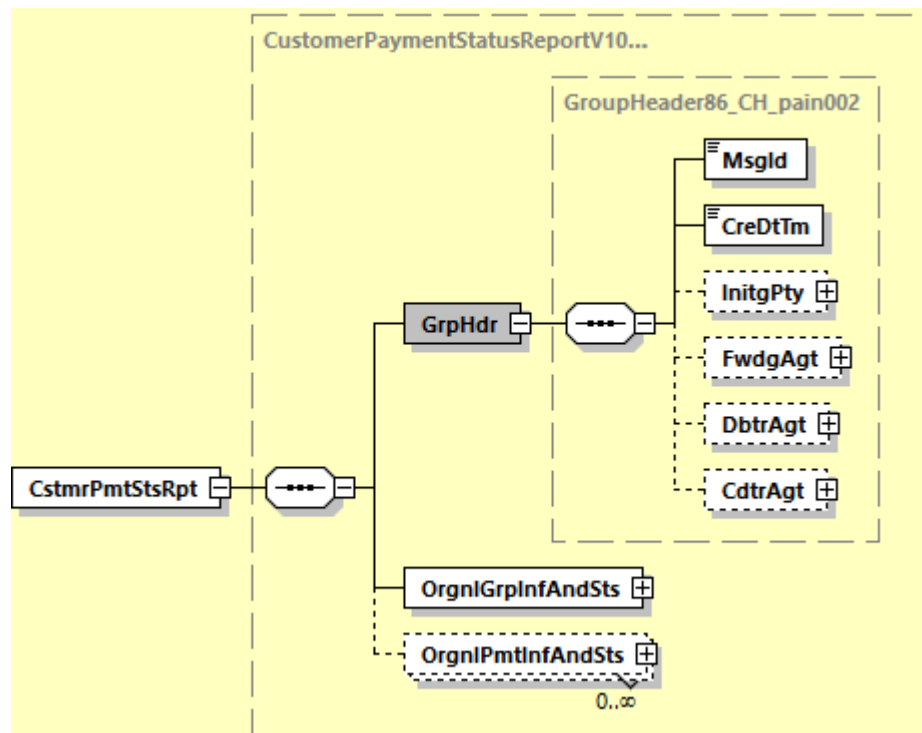 CustomerPaymentStatusReportV10...
GroupHeader86_CH_pain002
MsgId
CreDtTm
InitgPty
GrpHdr
FwdgAgt
DbtrAgt
CdtrAgt
CstmrPmtStsRpt
OrgnlGrpInfAndSts
OrgnlPmtInfAndSts
0..∞